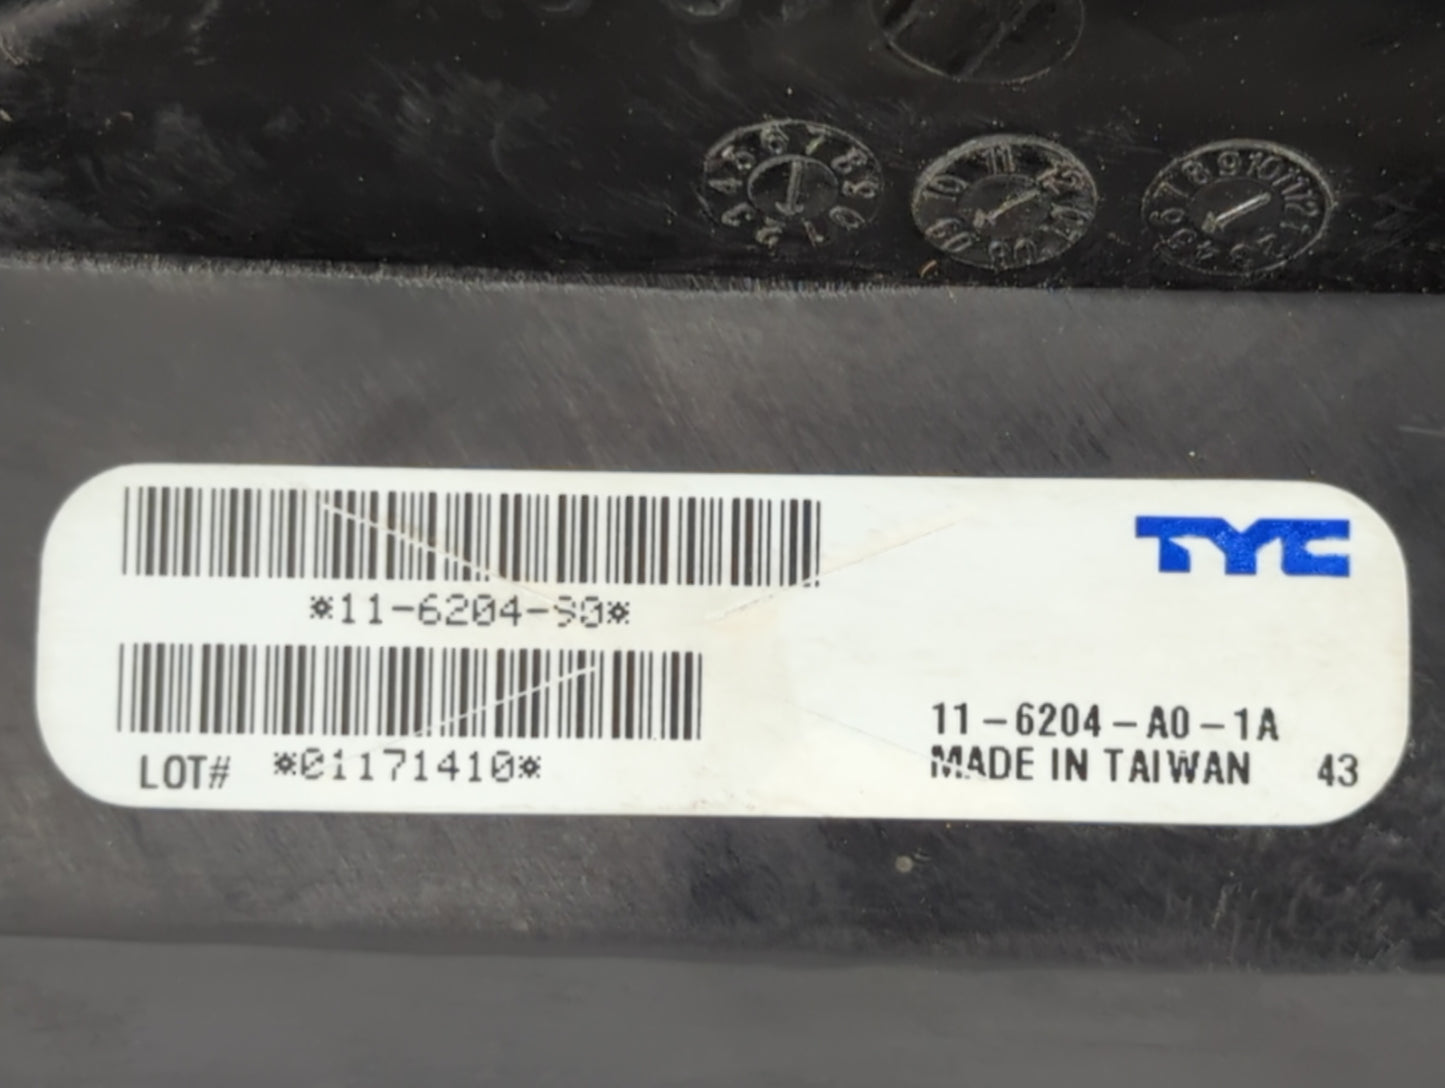 TYC
*11-6204-90*
11-6204-A0-1A
LOT# *01171410*
MADE IN TAIWAN 43